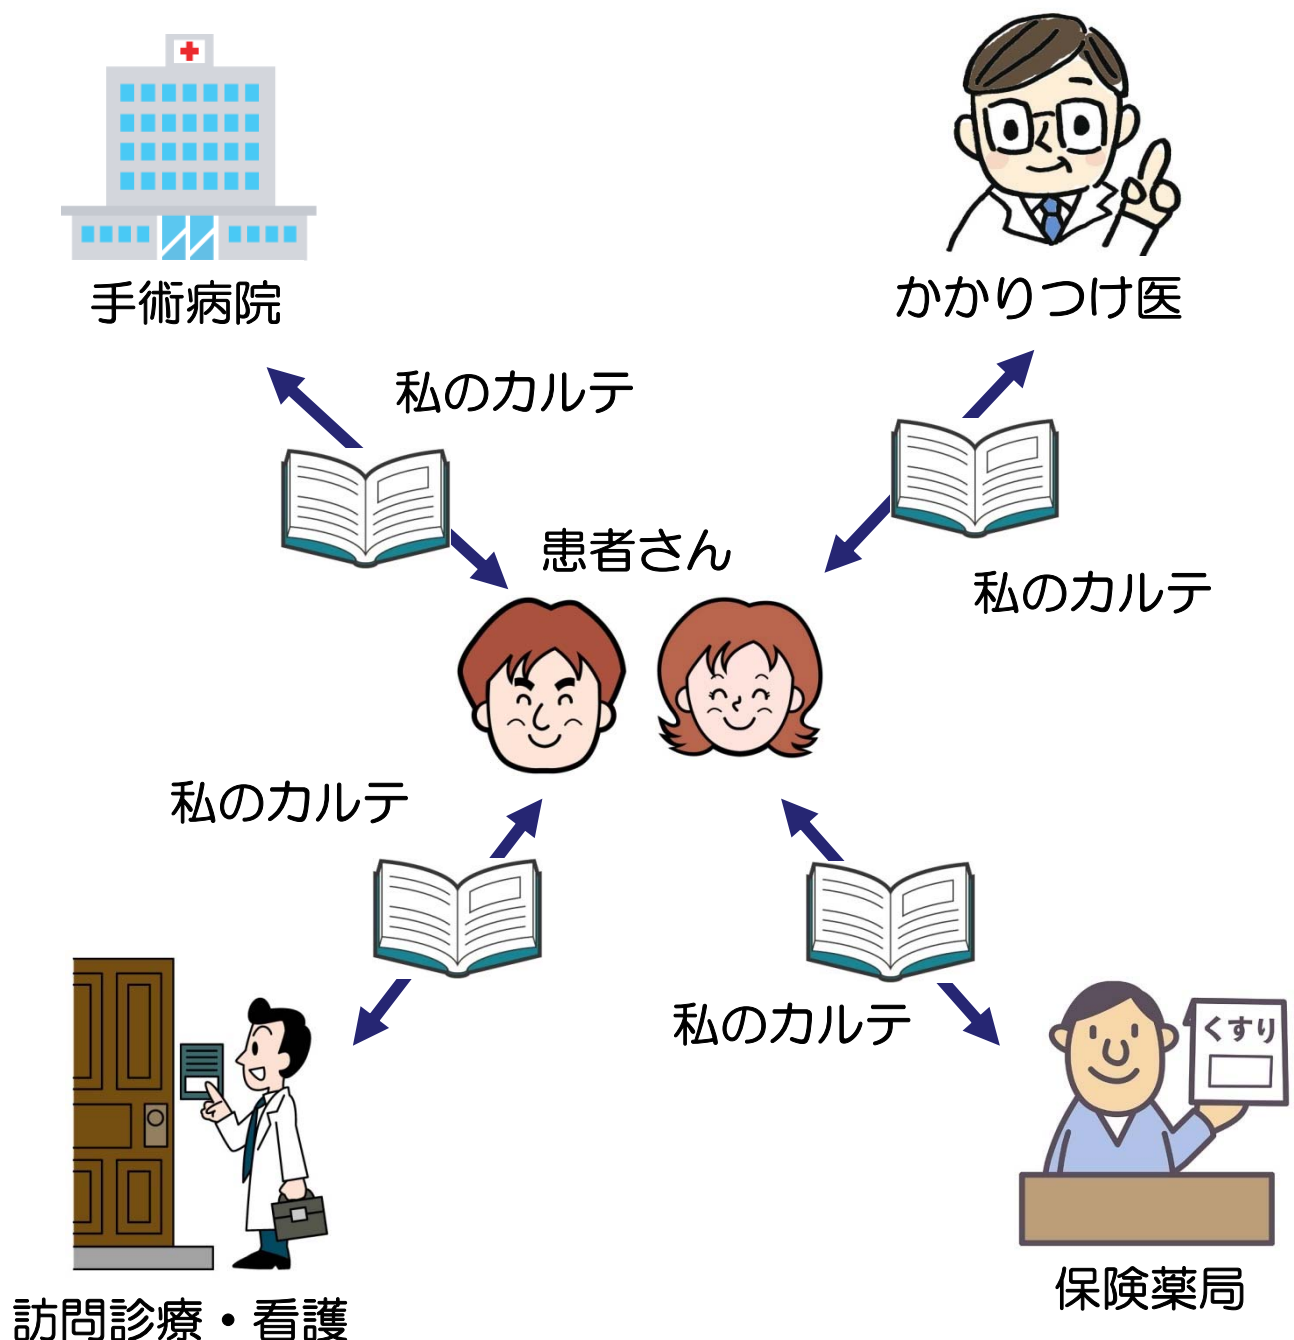 手術病院
かかりつけ医
私のカルテ
患者さん
私のカルテ
私のカルテ
私のカルテ
くすり
保険薬局
訪問診療・看護